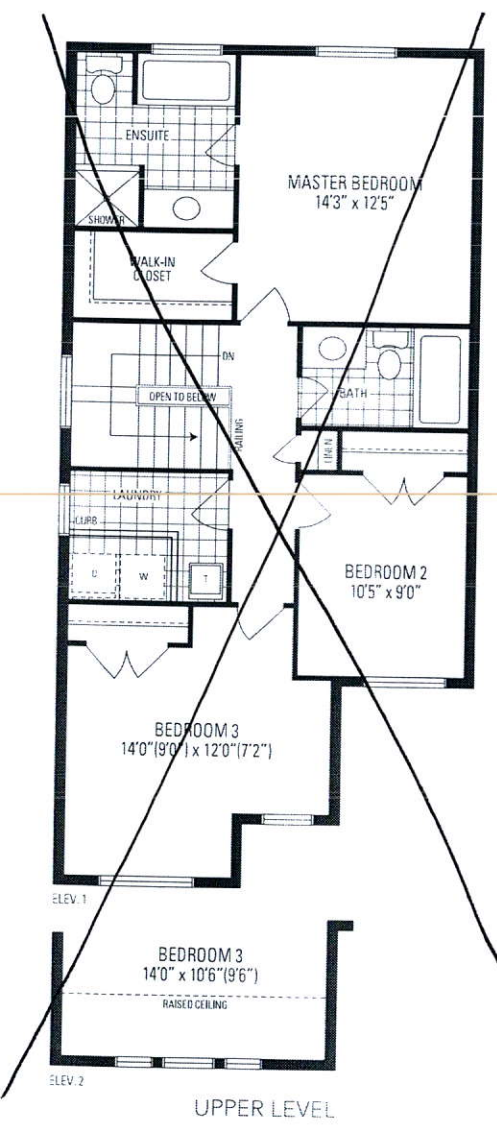 ENSUITE
MASTER BEDROOM
14'3" x 12'5"
SHOWER
WALK-IN
CLOSET
DN
OPEN TO BELOW
BATH
RAILING
LINEN
LAUNDRY
CURB
D
W
T
BEDROOM 2
10'5" x 9'0"
BEDROOM 3
14'0"(9'0") x 12'0"(7'2")
ELEV. 1
BEDROOM 3
14'0" x 10'6"(9'6")
RAISED CEILING
ELEV. 2
UPPER LEVEL